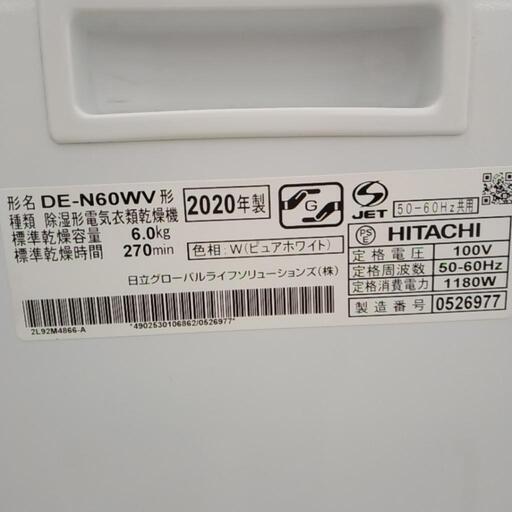 形名 DE-N60WV 形
種類 除湿形電気衣類乾燥機
標準乾燥容量 6.0kg
標準乾燥時間 270min
2020年製
色相:W(ピュアホワイト)
日立グローバルライフソリューションズ(株)
2L92M4866-A
*4902530106862/0526977*
G
S
JET
50-60Hz共用
PS
E
HITACHI
定格電圧 100V
定格周波数 50-60Hz
定格消費電力 1180W
製造番号 0526977